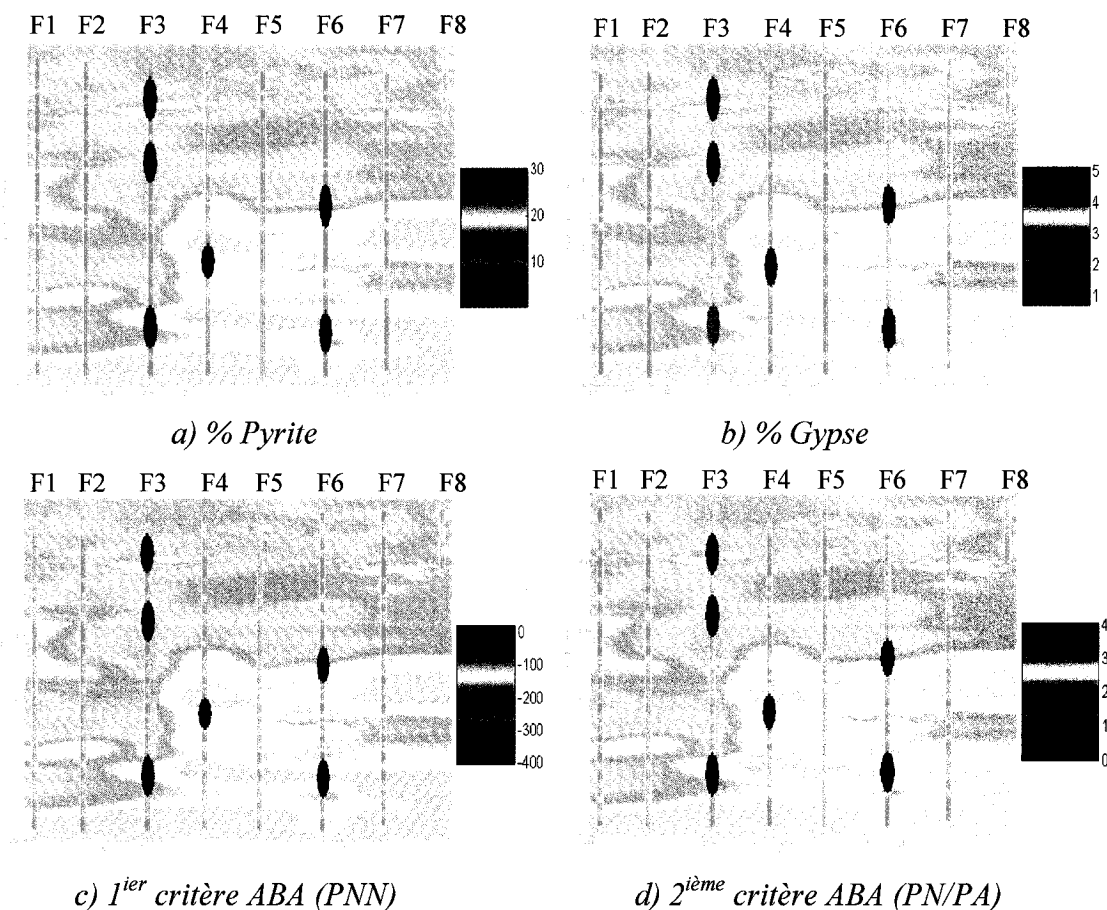 F1 F2 F3 F4 F5 F6 F7 F8
F1 F2 F3 F4 F5 F6 F7 F8
30
20
10
5
4
3
2
1
a) % Pyrite
b) % Gypse
F1 F2 F3 F4 F5 F6 F7 F8
F1 F2 F3 F4 F5 F6 F7 F8
0
-100
-200
-300
-400
4
3
2
1
0
c) 1ier critère ABA (PNN)
d) 2ième critère ABA (PN/PA)